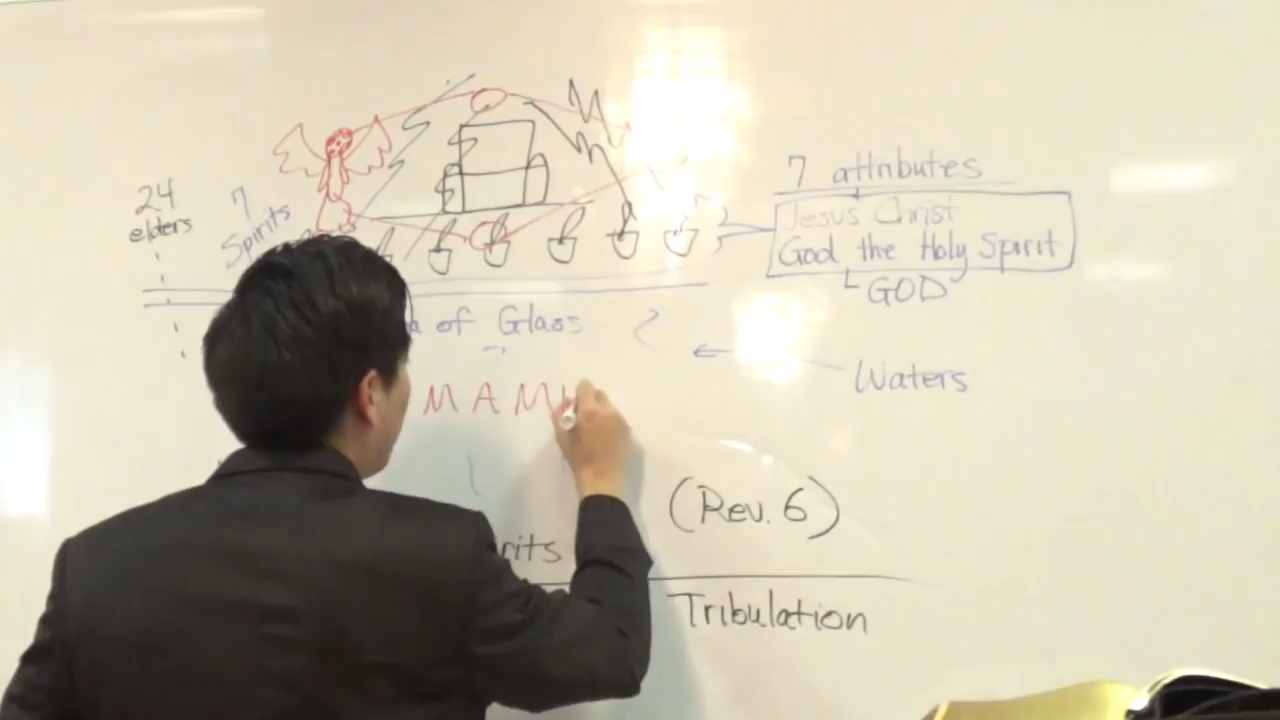 24
elders
7
Spirits
7 attributes
Jesus Christ
God the Holy Spirit
GOD
of Glass
Waters
M A M
(Rev. 6)
Tribulation